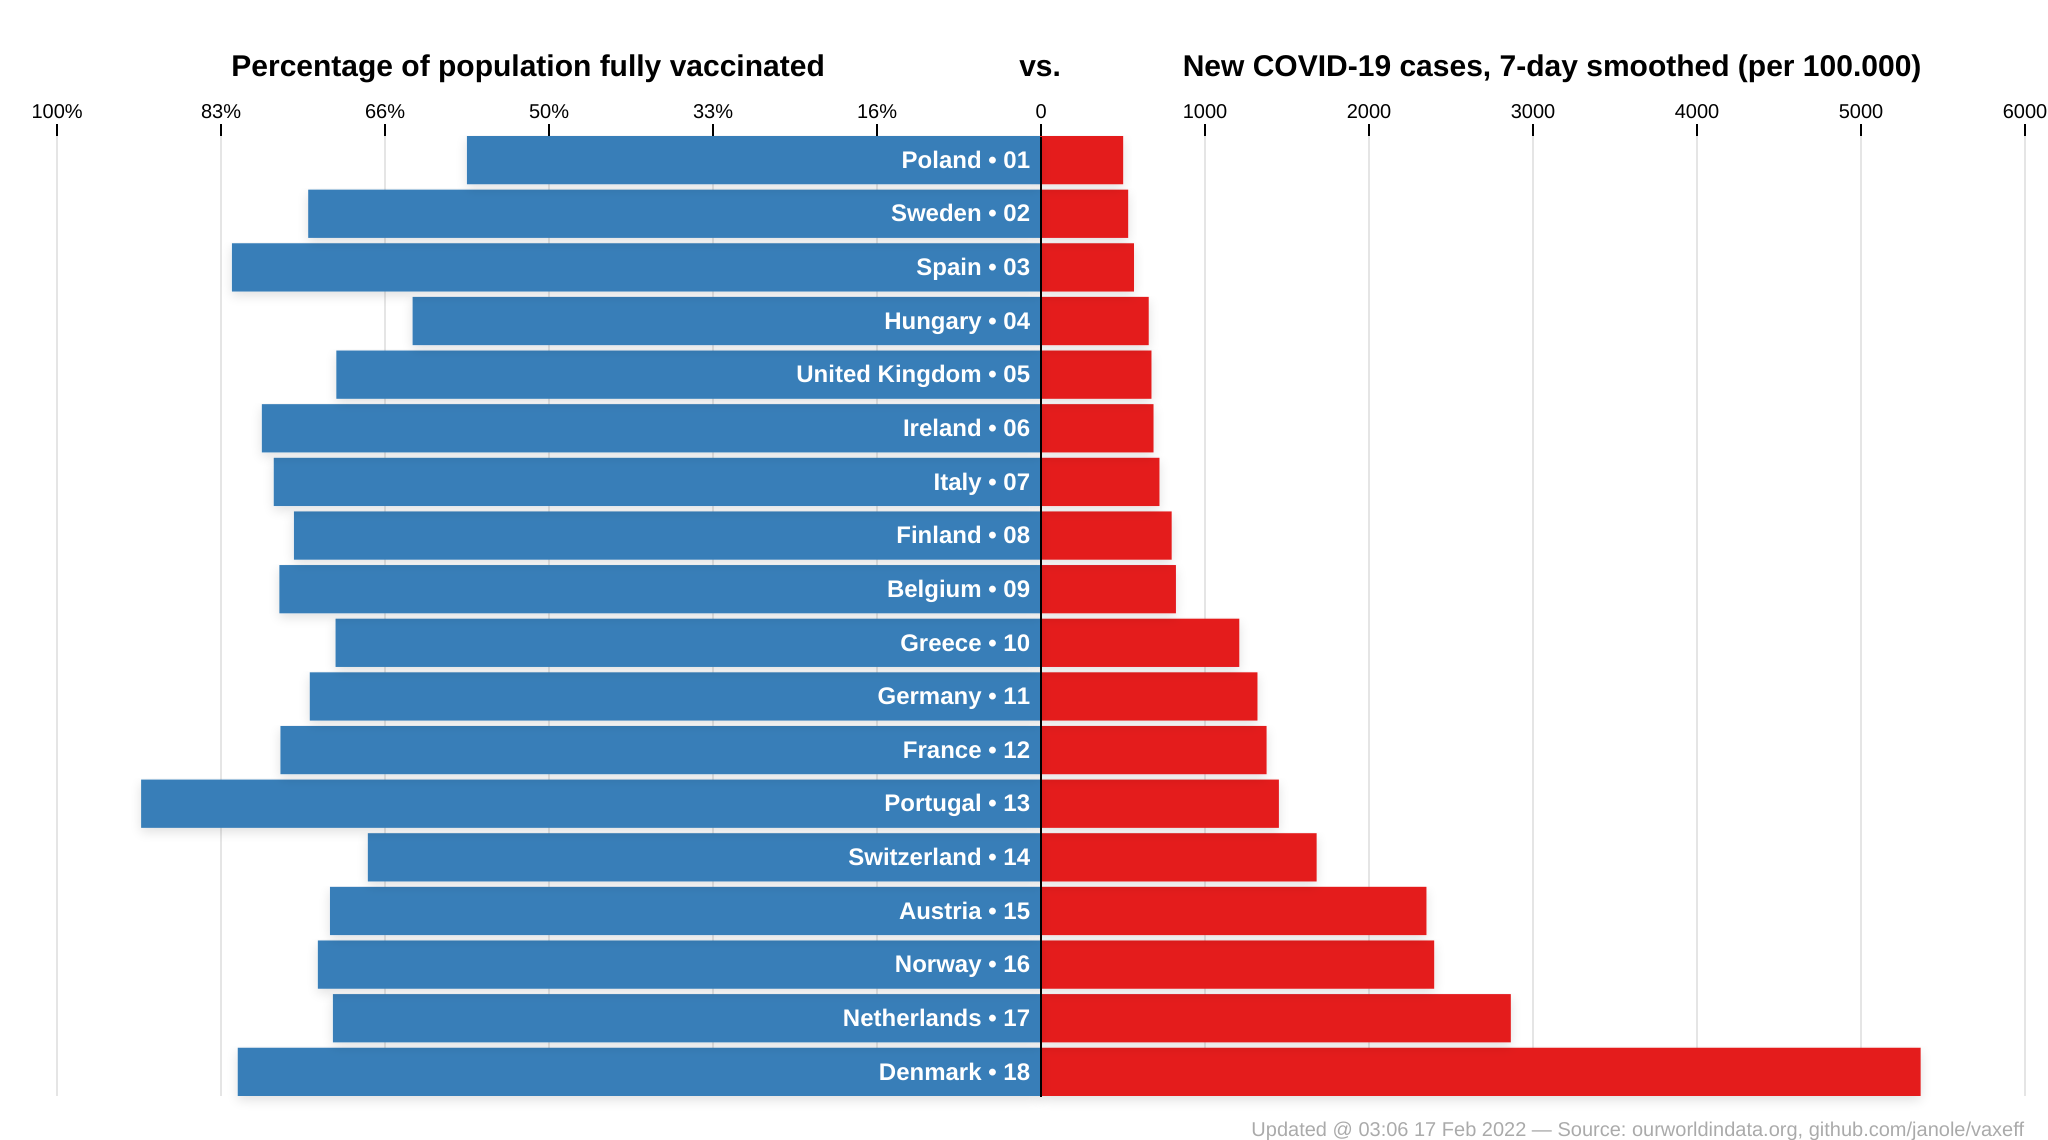 Percentage of population fully vaccinated vs. New COVID-19 cases, 7-day smoothed (per 100.000)
100% 83% 66% 50% 33% 16% 0 1000 2000 3000 4000 5000 6000
Poland • 01
Sweden • 02
Spain • 03
Hungary • 04
United Kingdom • 05
Ireland • 06
Italy • 07
Finland • 08
Belgium • 09
Greece • 10
Germany • 11
France • 12
Portugal • 13
Switzerland • 14
Austria • 15
Norway • 16
Netherlands • 17
Denmark • 18
Updated @ 03:06 17 Feb 2022 — Source: ourworldindata.org, github.com/janole/vaxeff